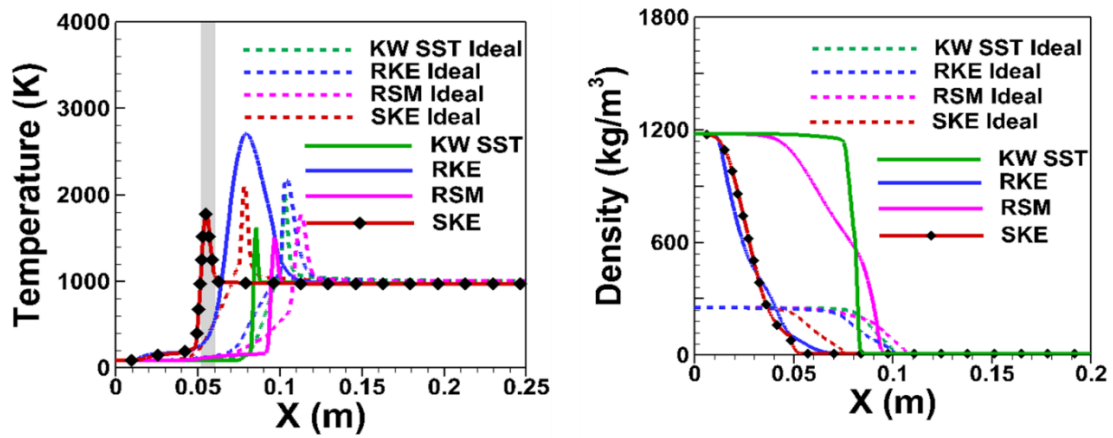 4000
3000
2000
1000
0
Temperature (K)
KW SST Ideal
RKE Ideal
RSM Ideal
SKE Ideal
KW SST
RKE
RSM
SKE
0 0.05 0.1 0.15 0.2 0.25
X (m)
1800
1200
600
0
Density (kg/m³)
KW SST Ideal
RKE Ideal
RSM Ideal
SKE Ideal
KW SST
RKE
RSM
SKE
0 0.05 0.1 0.15 0.2
X (m)